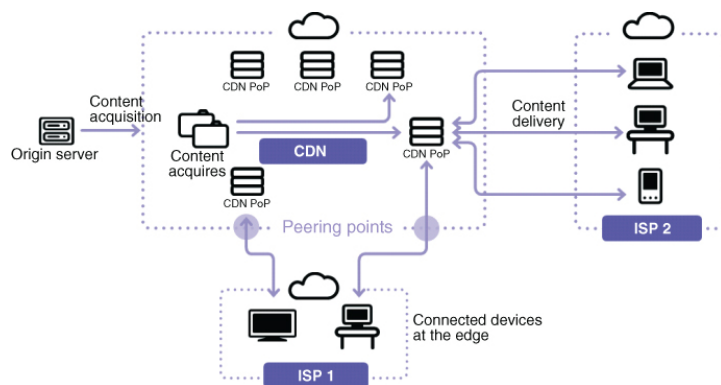 CDN PoP
CDN PoP
CDN PoP
Content
acquisition
Origin server
Content
acquires
CDN
CDN PoP
Content
delivery
CDN PoP
Peering points
ISP 2
Connected devices
at the edge
ISP 1